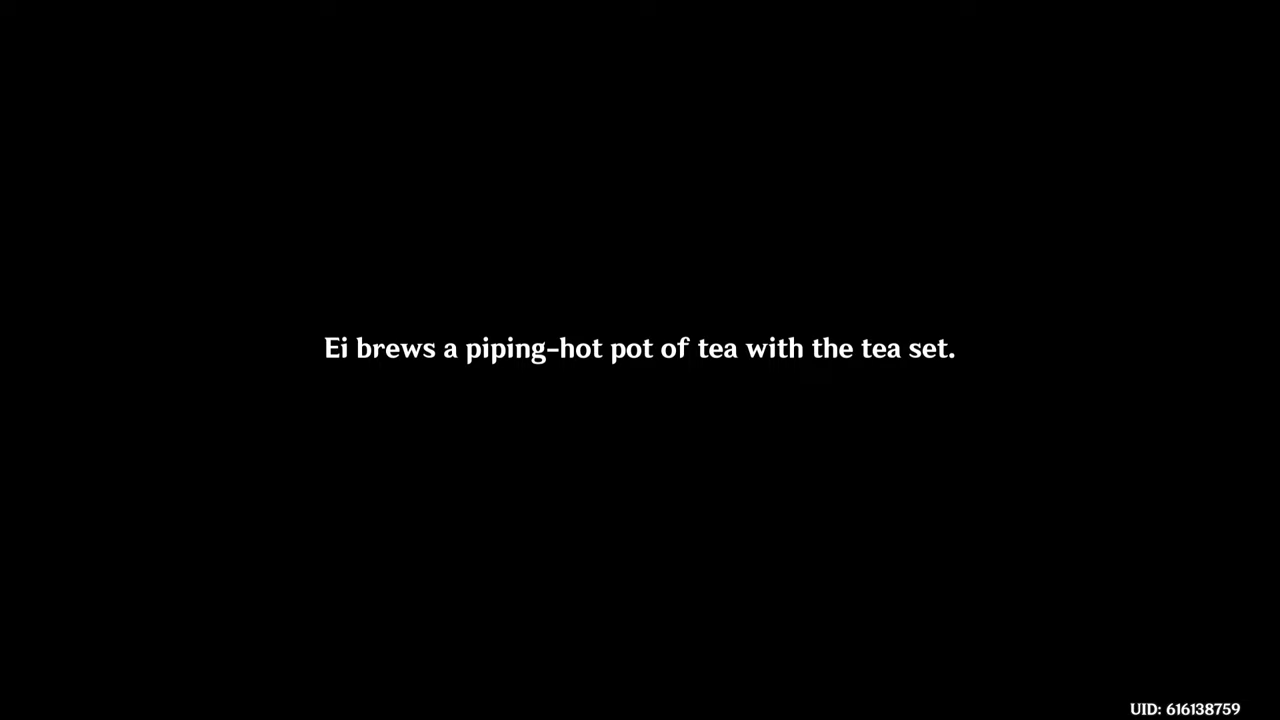 Ei brews a piping-hot pot of tea with the tea set.
UID: 616138759